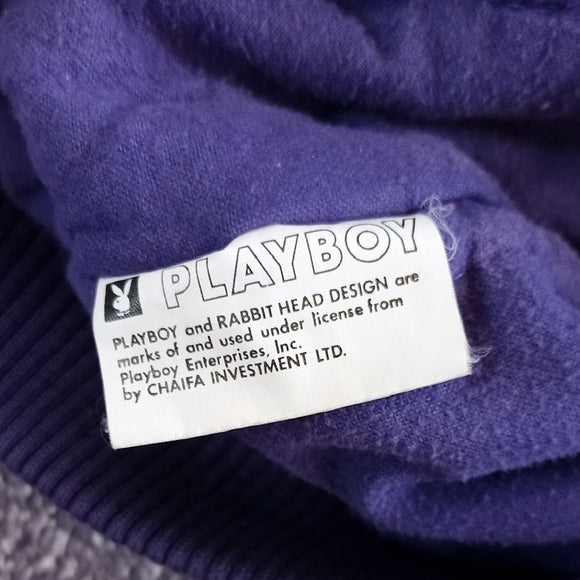 PLAYBOY
PLAYBOY and RABBIT HEAD DESIGN are
marks of and used under license from
Playboy Enterprises, Inc.
by CHAIFA INVESTMENT LTD.